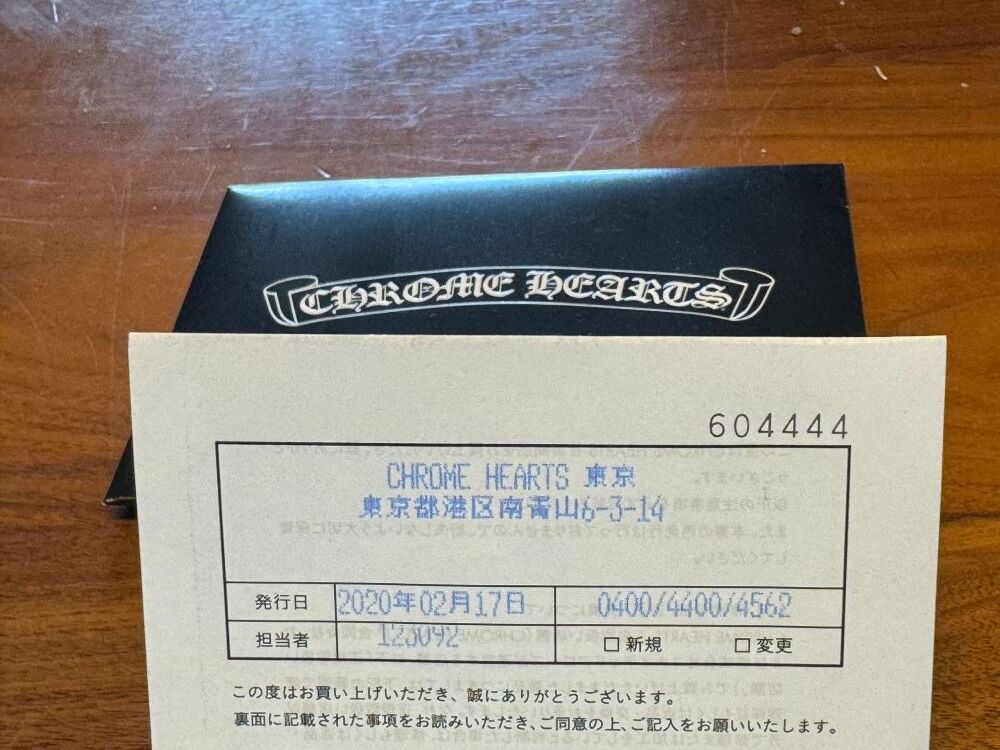 CHROME HEARTS
604444
CHROME HEARTS 東京
東京都港区南青山6-3-14
発行日 2020年02月17日 0400/4400/4562
担当者 123092 □ 新規 □ 変更
この度はお買い上げいただき、誠にありがとうございます。
裏面に記載された事項をお読みいただき、ご同意の上、ご記入をお願いいたします。